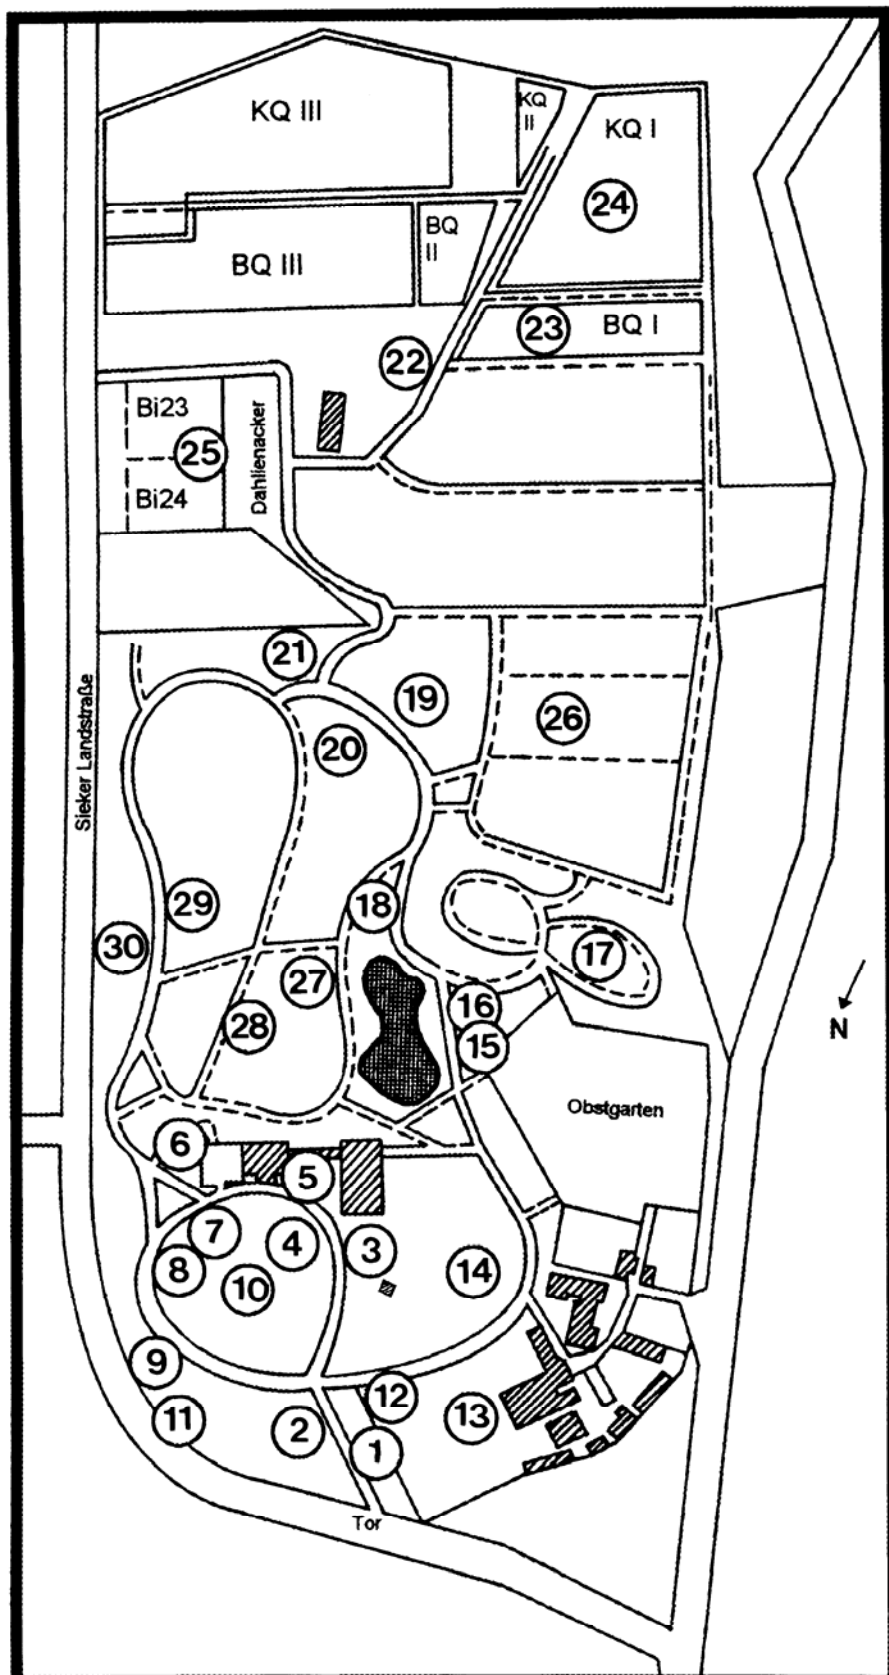 KQ III
KQ
II
KQ I
24
BQ III
BQ
II
23
BQ I
22
Bi23
25
Bi24
Dahlienacker
21
19
26
20
Sieker Landstraße
29
18
30
17
27
16
28
15
N
Obstgarten
6
5
7
4
3
8
10
14
9
12
11
2
13
1
Tor